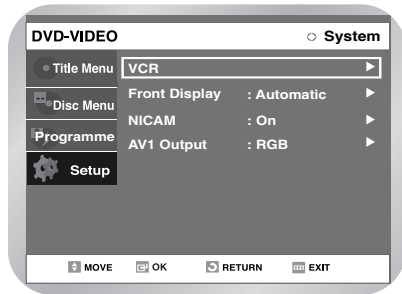 DVD-VIDEO System
Title Menu
Disc Menu
Programme
Setup
VCR
Front Display : Automatic
NICAM : On
AV1 Output : RGB
MOVE OK RETURN EXIT